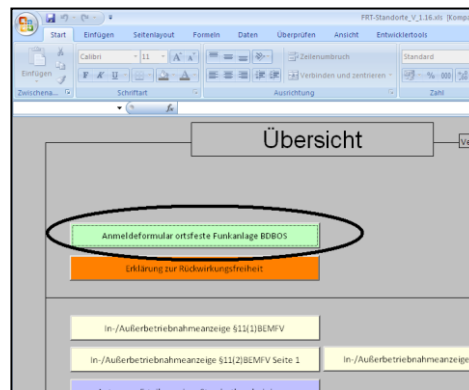 FRT-Standorte_V_1.16.xls [Komp
Start Einfügen Seitenlayout Formeln Daten Überprüfen Ansicht Entwicklertools
Calibri 11 A A Zeilenumbruch Standard
Einfügen F K U A Verbinden und zentrieren % 000
Zwischena... Schriftart Ausrichtung Zahl
fx
Übersicht
Ve
Anmeldeformular ortsfeste Funkanlage BDBOS
Erklärung zur Rückwirkungsfreiheit
In-/Außerbetriebnahmeanzeige §11(1)BEMFV
In-/Außerbetriebnahmeanzeige §11(2)BEMFV Seite 1 In-/Außerbetriebnahmeanzeige